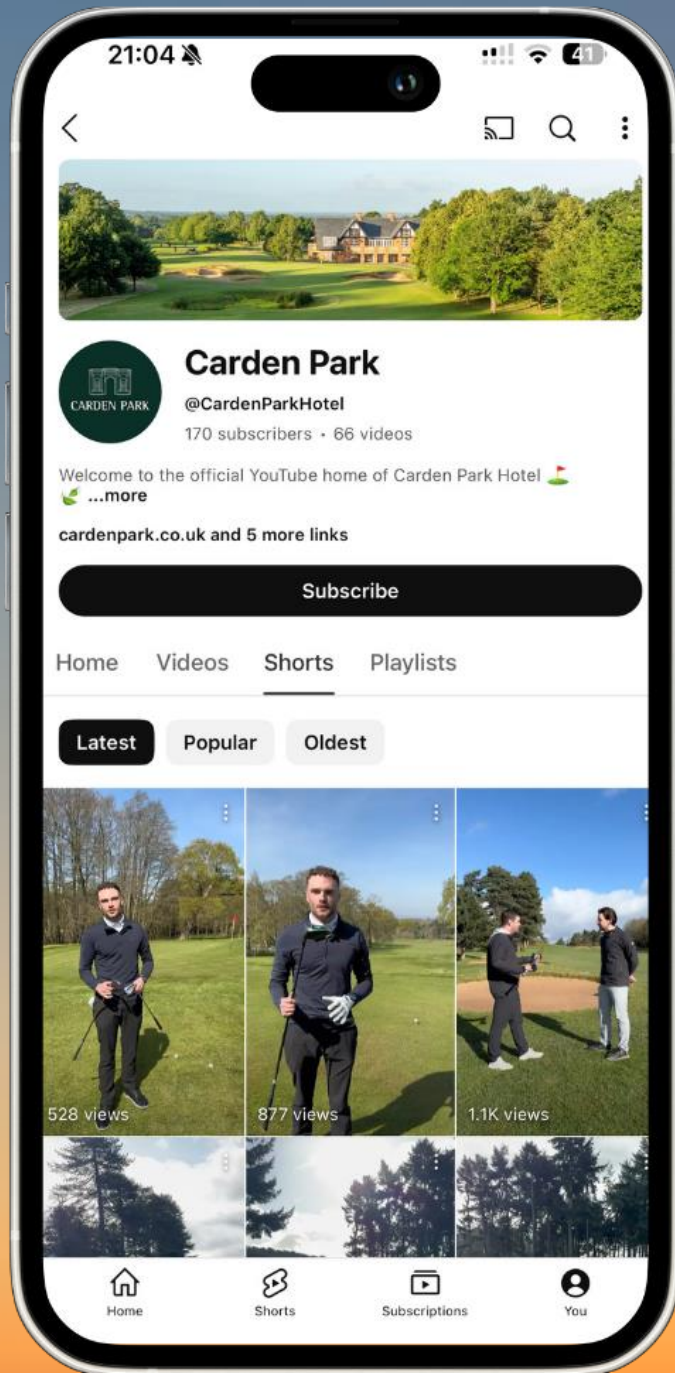 21:04
41
Carden Park
CARDEN PARK
@CardenParkHotel
170 subscribers • 66 videos
Welcome to the official YouTube home of Carden Park Hotel ⛳
🍃 ...more
cardenpark.co.uk and 5 more links
Subscribe
Home Videos Shorts Playlists
Latest Popular Oldest
528 views 877 views 1.1K views
Home Shorts Subscriptions You